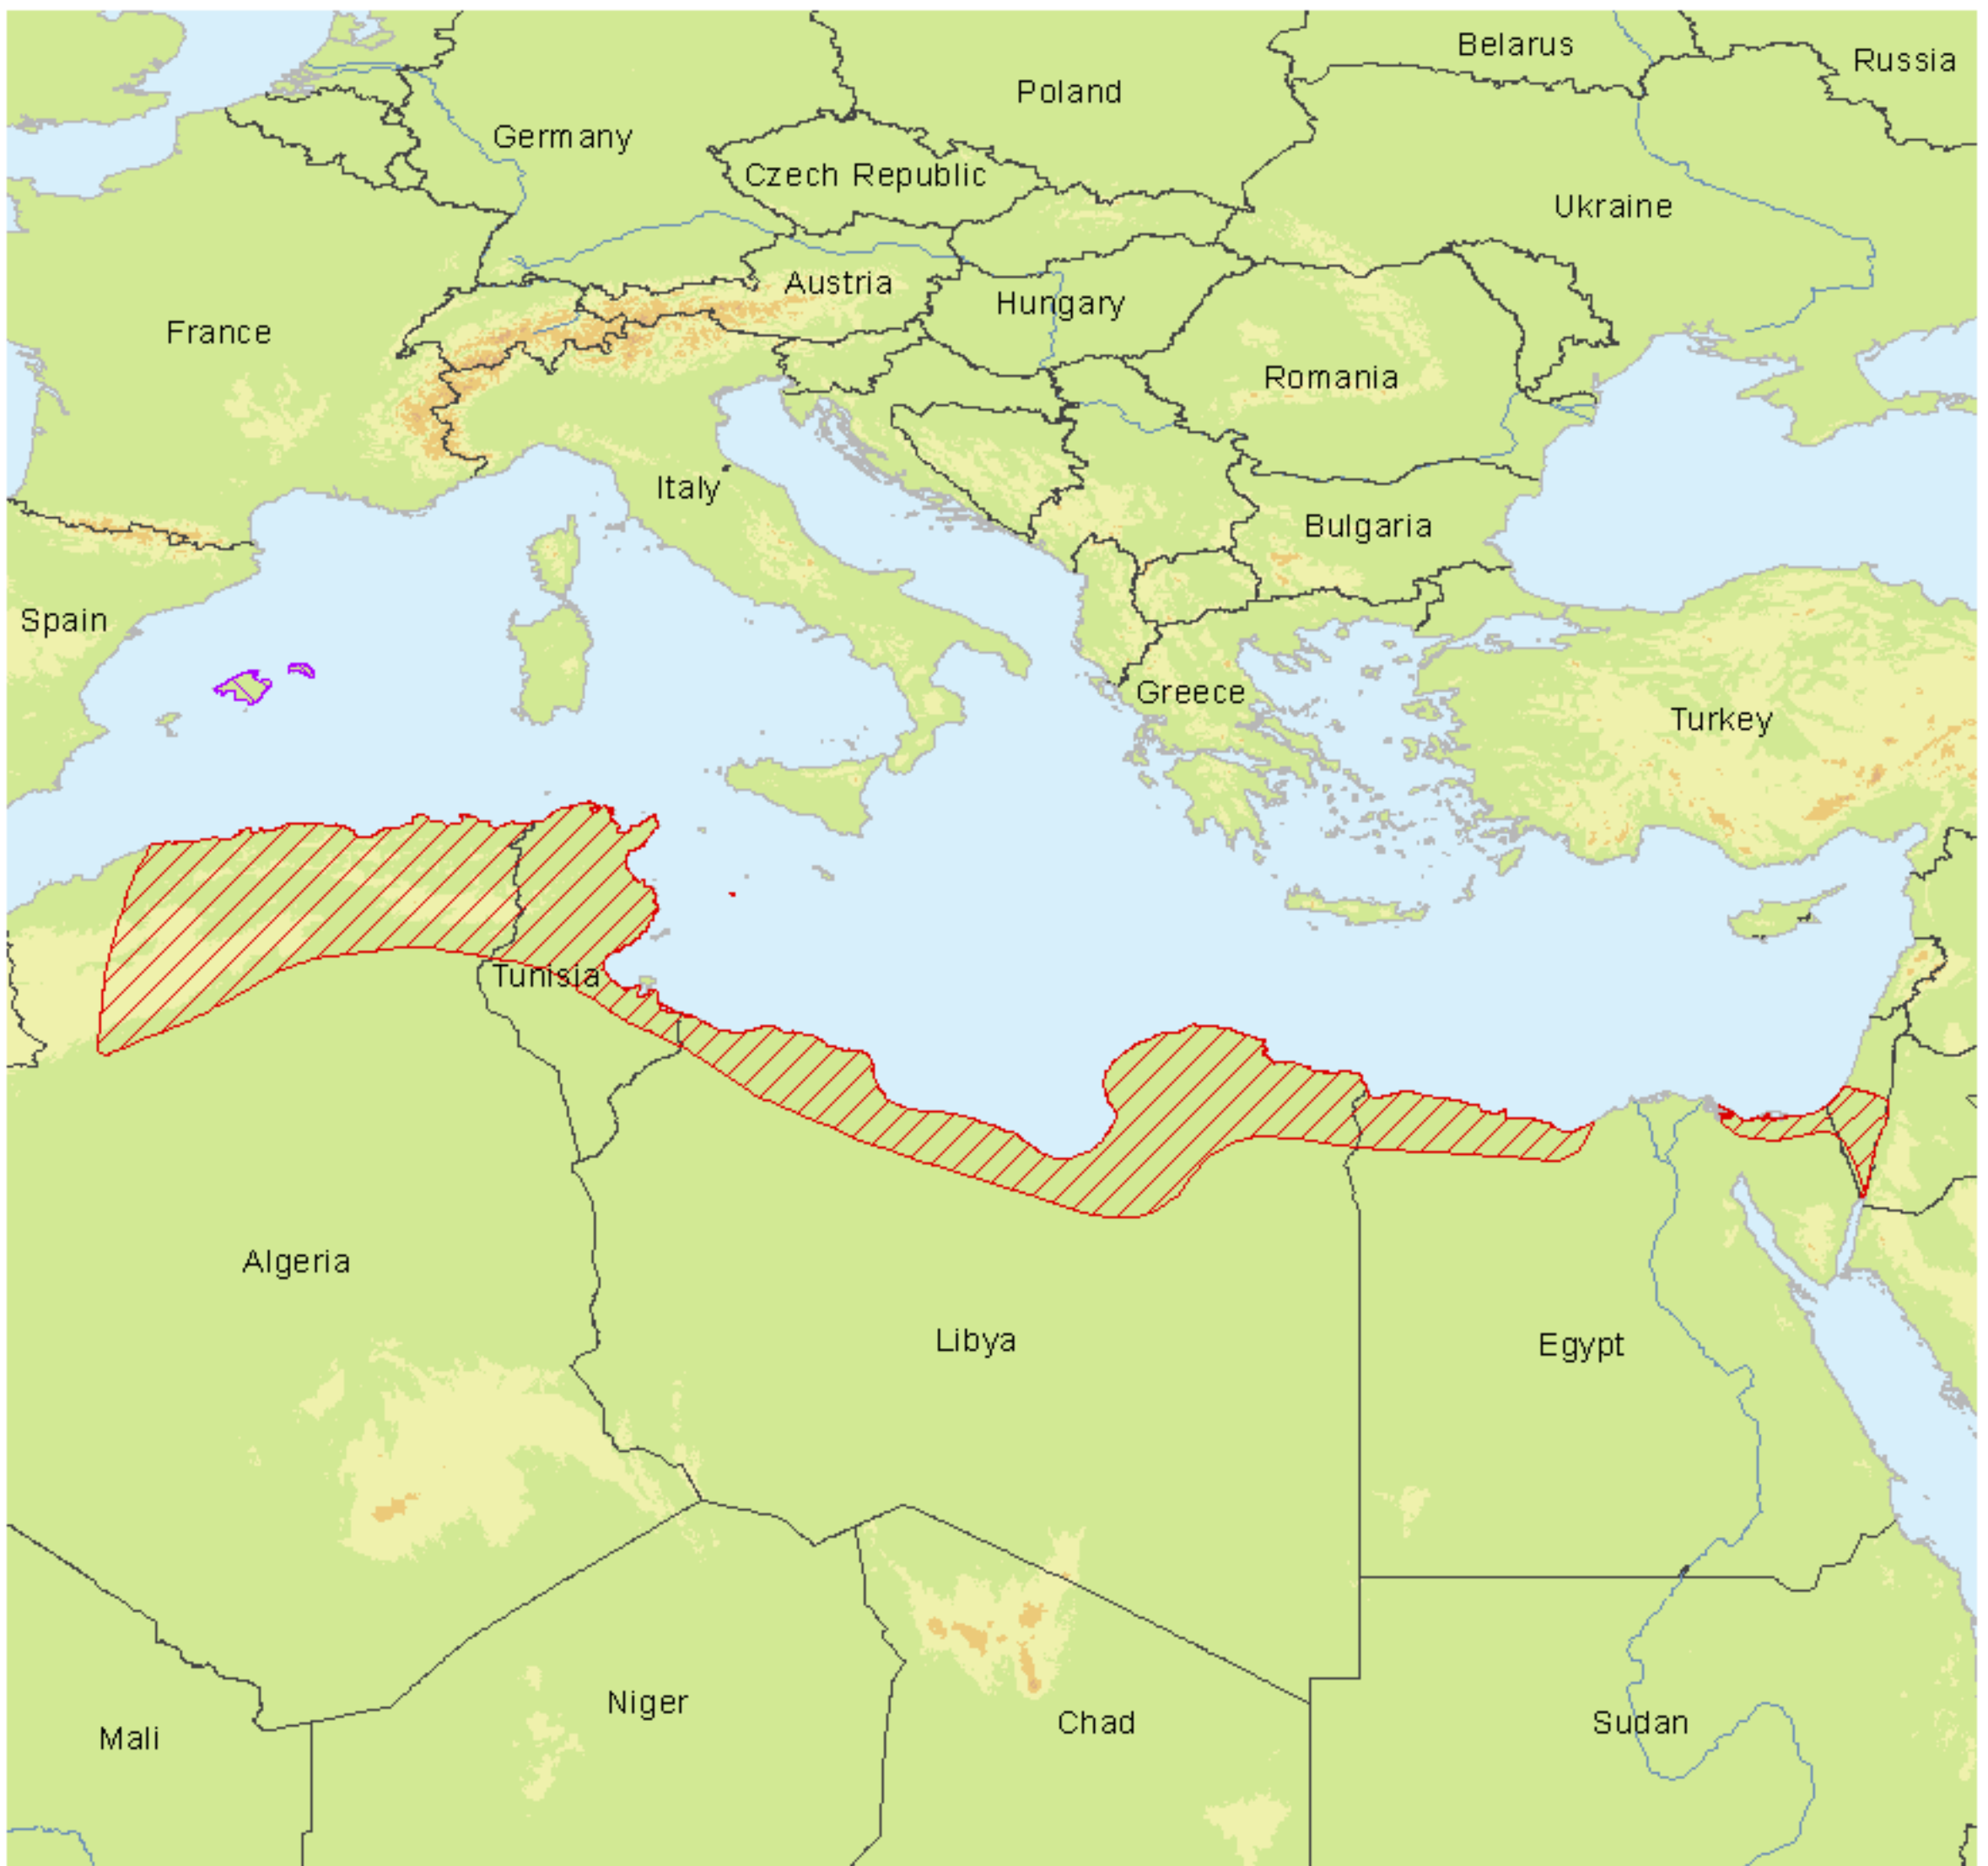 Belarus
Russia
Poland
Germany
Czech Republic
Ukraine
Austria
Hungary
France
Romania
Italy
Bulgaria
Spain
Greece
Turkey
Tunisia
Algeria
Libya
Egypt
Niger
Chad
Sudan
Mali